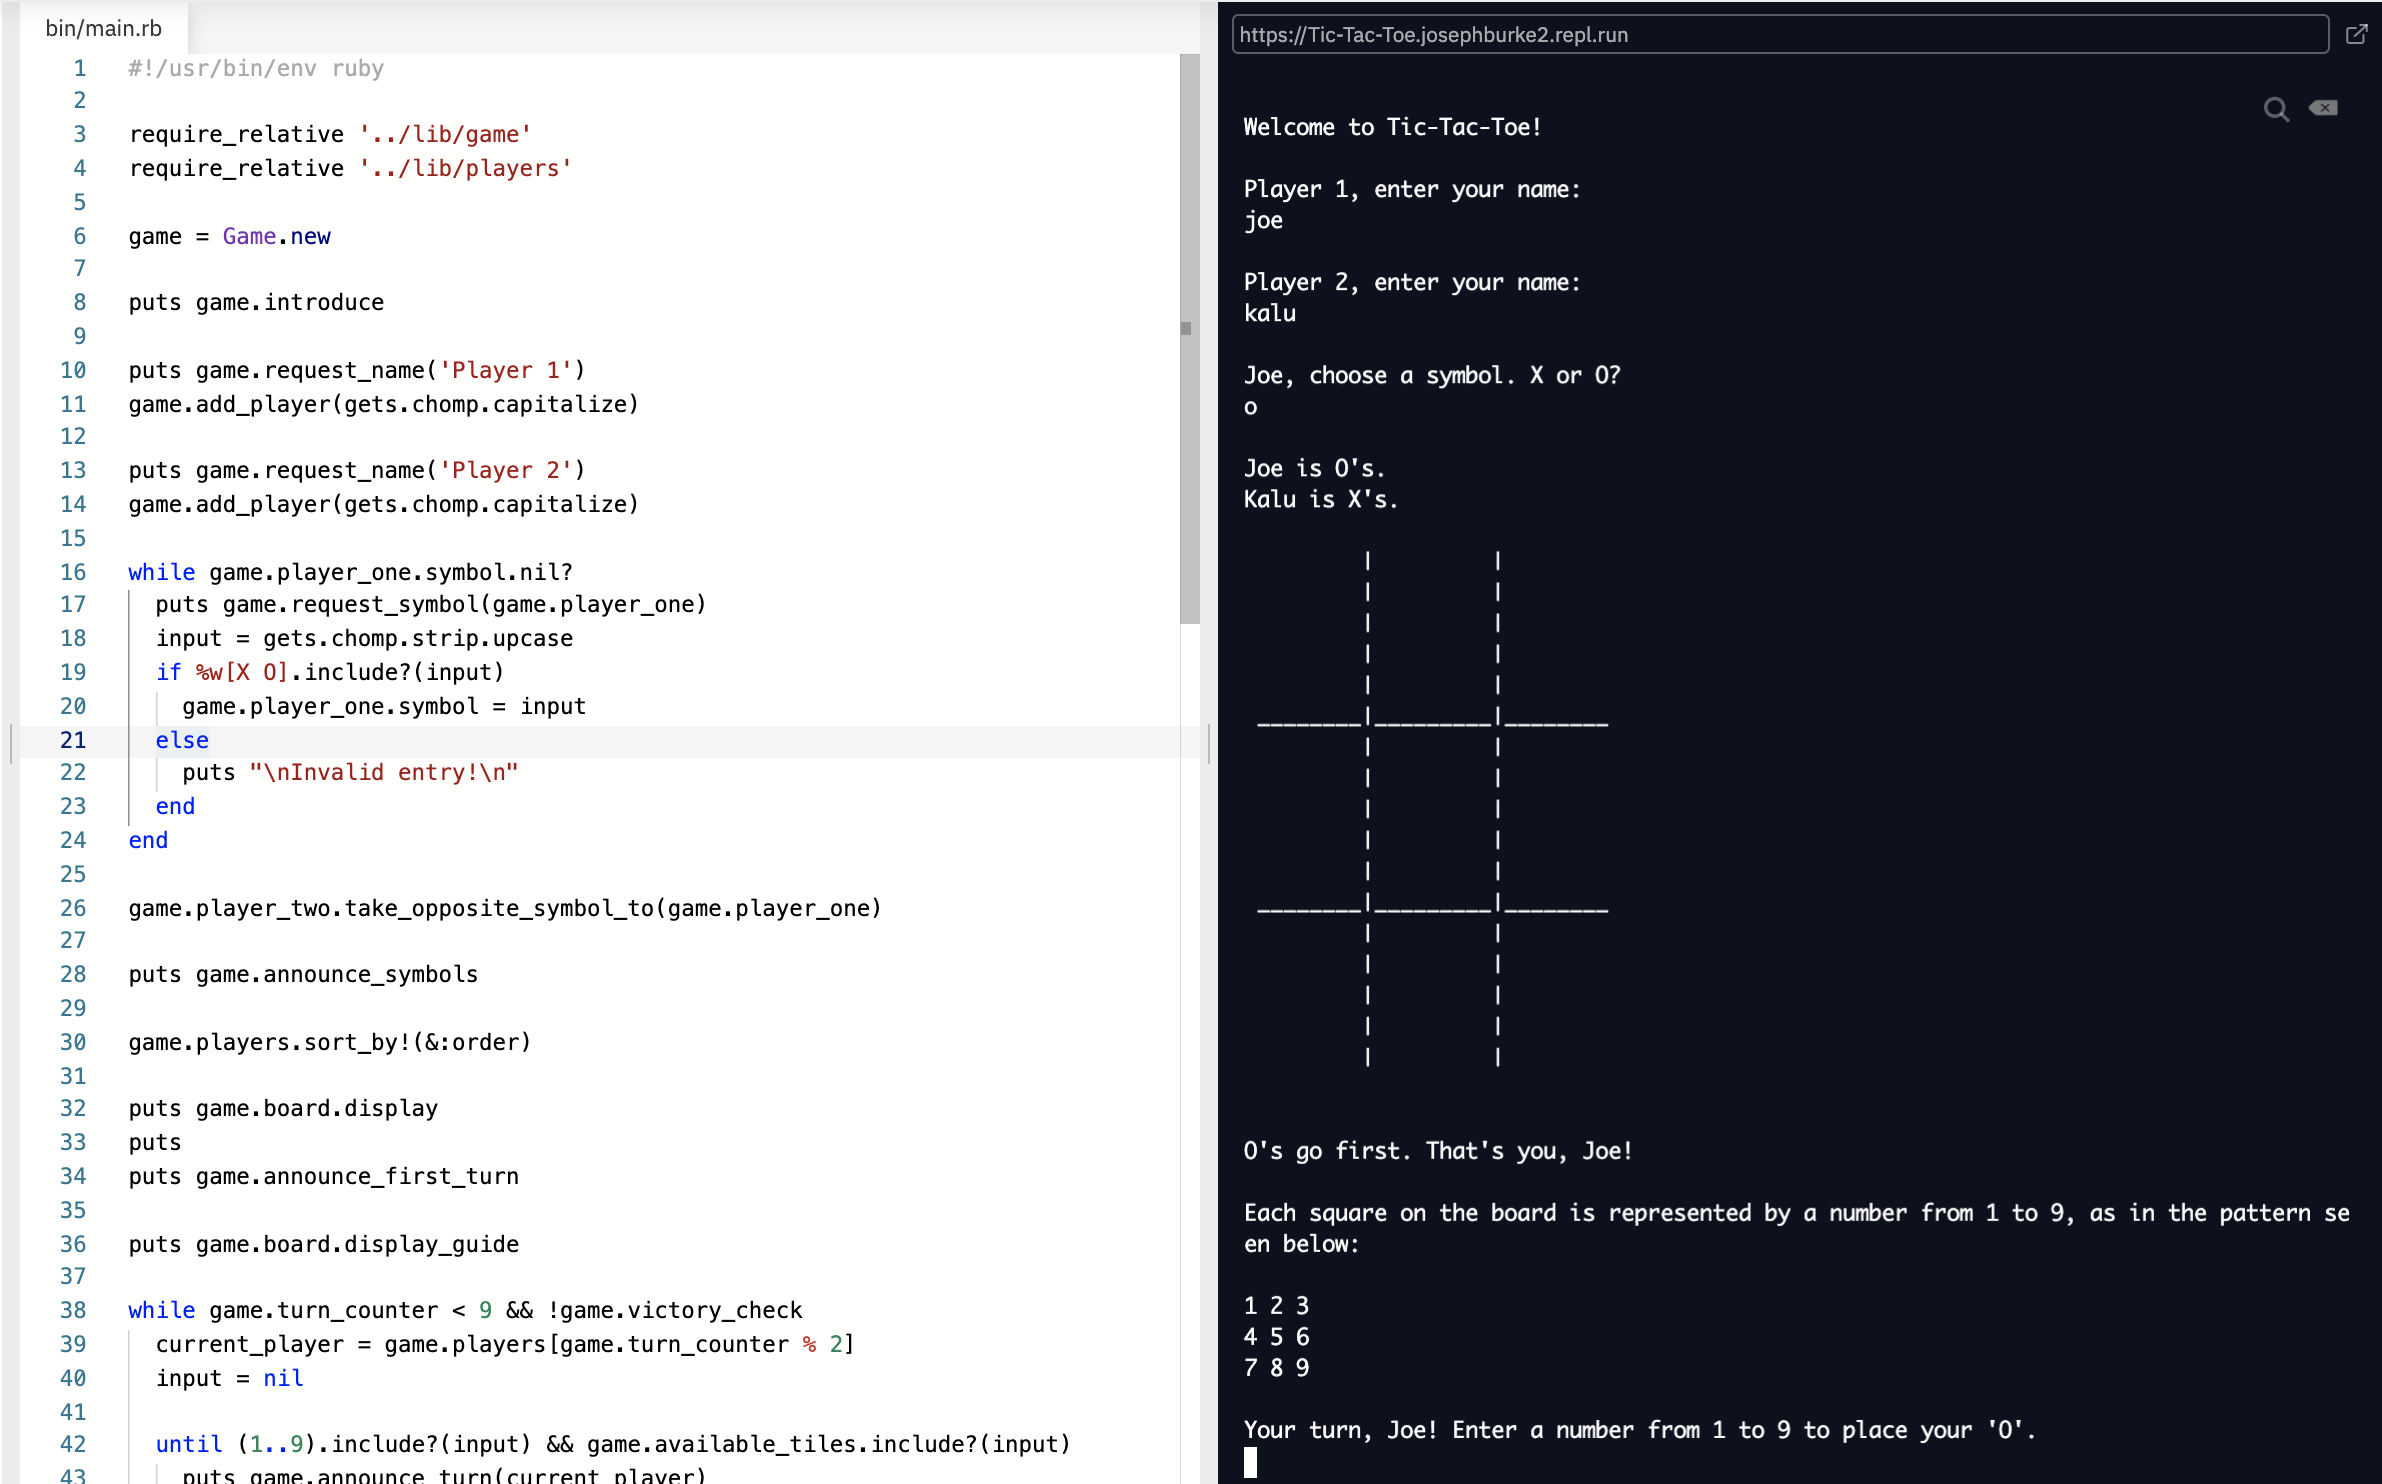 bin/main.rb
1 #!/usr/bin/env ruby
2
3 require_relative '../lib/game'
4 require_relative '../lib/players'
5
6 game = Game.new
7
8 puts game.introduce
9
10 puts game.request_name('Player 1')
11 game.add_player(gets.chomp.capitalize)
12
13 puts game.request_name('Player 2')
14 game.add_player(gets.chomp.capitalize)
15
16 while game.player_one.symbol.nil?
17   puts game.request_symbol(game.player_one)
18   input = gets.chomp.strip.upcase
19   if %w[X O].include?(input)
20     game.player_one.symbol = input
21   else
22     puts "\nInvalid entry!\n"
23   end
24 end
25
26 game.player_two.take_opposite_symbol_to(game.player_one)
27
28 puts game.announce_symbols
29
30 game.players.sort_by!(&:order)
31
32 puts game.board.display
33 puts
34 puts game.announce_first_turn
35
36 puts game.board.display_guide
37
38 while game.turn_counter < 9 && !game.victory_check
39   current_player = game.players[game.turn_counter % 2]
40   input = nil
41
42   until (1..9).include?(input) && game.available_tiles.include?(input)
43     puts game.announce_turn(current_player)
https://Tic-Tac-Toe.josephburke2.repl.run
Welcome to Tic-Tac-Toe!
Player 1, enter your name:
joe
Player 2, enter your name:
kalu
Joe, choose a symbol. X or O?
o
Joe is O's.
Kalu is X's.
O's go first. That's you, Joe!
Each square on the board is represented by a number from 1 to 9, as in the pattern se
en below:
1 2 3
4 5 6
7 8 9
Your turn, Joe! Enter a number from 1 to 9 to place your 'O'.